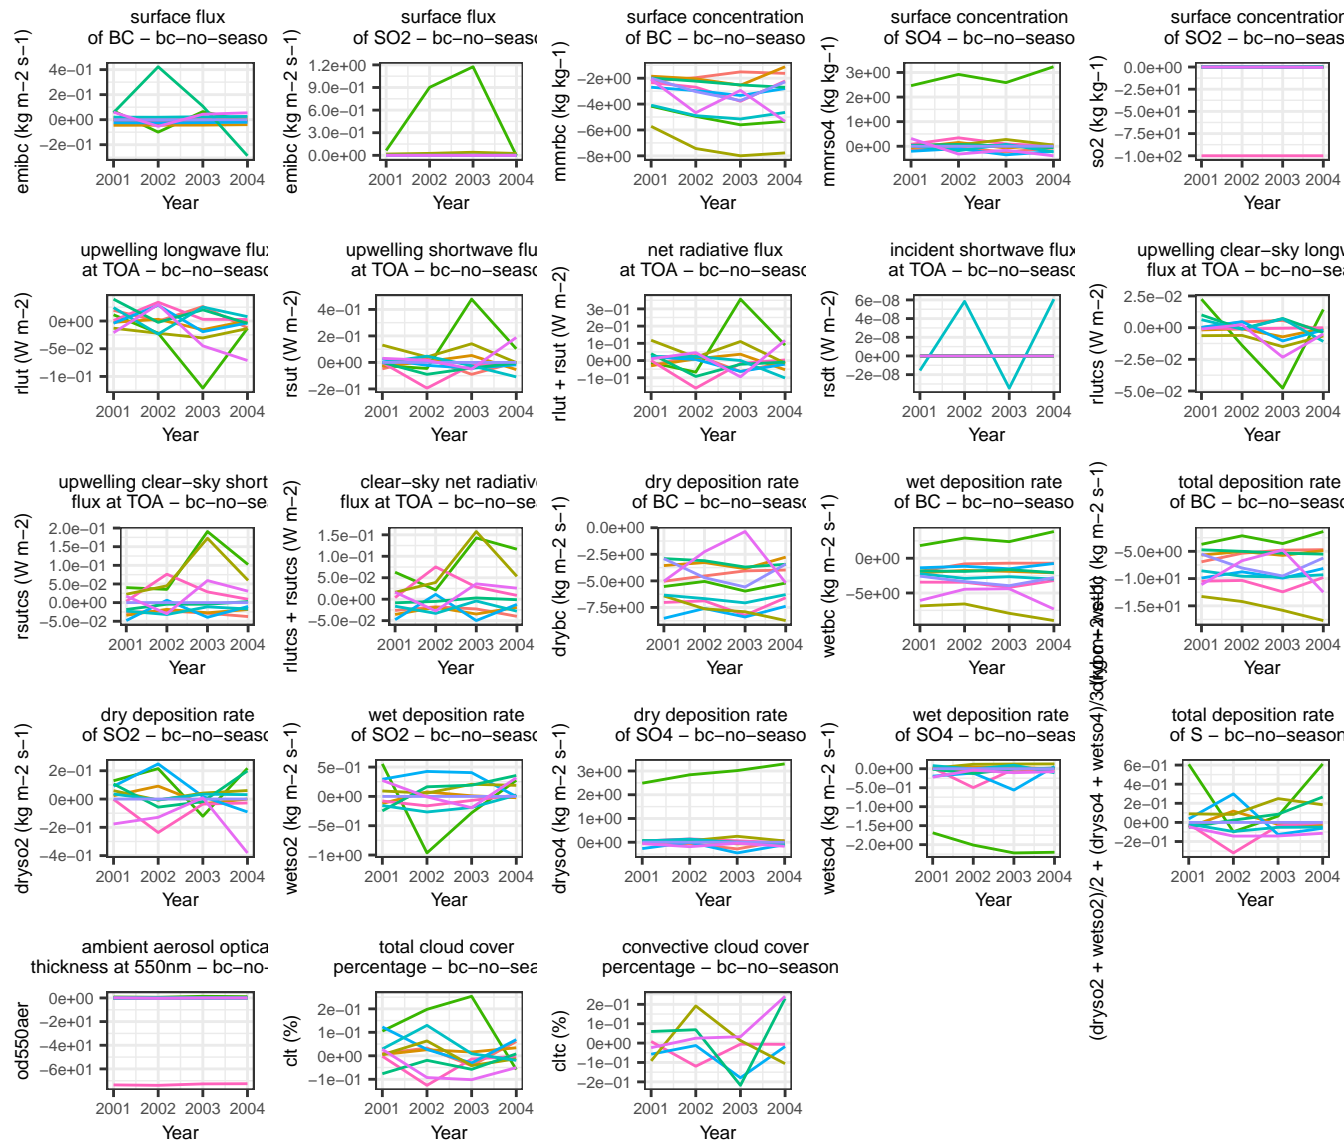 surface flux
of BC − bc−no−seaso
emibc (kg m−2 s−1)
4e−01
2e−01
0e+00
−2e−01
2001 2002 2003 2004
Year
surface flux
of SO2 − bc−no−seaso
emibc (kg m−2 s−1)
1.2e+00
9.0e−01
6.0e−01
3.0e−01
0.0e+00
2001 2002 2003 2004
Year
surface concentration
of BC − bc−no−seaso
mmrbc (kg kg−1)
−2e+00
−4e+00
−6e+00
−8e+00
2001 2002 2003 2004
Year
surface concentration
of SO4 − bc−no−seaso
mmrso4 (kg kg−1)
3e+00
2e+00
1e+00
0e+00
2001 2002 2003 2004
Year
surface concentration
of SO2 − bc−no−seas
so2 (kg kg−1)
0.0e+00
−2.5e+01
−5.0e+01
−7.5e+01
−1.0e+02
2001 2002 2003 2004
Year
upwelling longwave flux
at TOA − bc−no−seaso
rlut (W m−2)
0e+00
−5e−02
−1e−01
2001 2002 2003 2004
Year
upwelling shortwave flu
at TOA − bc−no−seaso
rsut (W m−2)
4e−01
2e−01
0e+00
−2e−01
2001 2002 2003 2004
Year
net radiative flux
at TOA − bc−no−seaso
rlut + rsut (W m−2)
3e−01
2e−01
1e−01
0e+00
−1e−01
2001 2002 2003 2004
Year
incident shortwave flux
at TOA − bc−no−seaso
rsdt (W m−2)
6e−08
4e−08
2e−08
0e+00
−2e−08
2001 2002 2003 2004
Year
upwelling clear−sky longw
flux at TOA − bc−no−sea
rlutcs (W m−2)
2.5e−02
0.0e+00
−2.5e−02
−5.0e−02
2001 2002 2003 2004
Year
upwelling clear−sky short
flux at TOA − bc−no−sea
rsutcs (W m−2)
2.0e−01
1.5e−01
1.0e−01
5.0e−02
0.0e+00
−5.0e−02
2001 2002 2003 2004
Year
clear−sky net radiativ
flux at TOA − bc−no−se
rlutcs + rsutcs (W m−2)
1.5e−01
1.0e−01
5.0e−02
0.0e+00
−5.0e−02
2001 2002 2003 2004
Year
dry deposition rate
of BC − bc−no−seaso
drybc (kg m−2 s−1)
0.0e+00
−2.5e+00
−5.0e+00
−7.5e+00
2001 2002 2003 2004
Year
wet deposition rate
of BC − bc−no−seaso
wetbc (kg m−2 s−1)
0e+00
−5e+00
2001 2002 2003 2004
Year
total deposition rate
of BC − bc−no−seaso
−5.0e+00
−1.0e+01
−1.5e+01
2001 2002 2003 2004
Year
dry deposition rate
of SO2 − bc−no−seaso
dryso2 (kg m−2 s−1)
2e−01
0e+00
−2e−01
−4e−01
2001 2002 2003 2004
Year
wet deposition rate
of SO2 − bc−no−seaso
wetso2 (kg m−2 s−1)
5e−01
0e+00
−5e−01
−1e+00
2001 2002 2003 2004
Year
dry deposition rate
of SO4 − bc−no−seaso
dryso4 (kg m−2 s−1)
3e+00
2e+00
1e+00
0e+00
2001 2002 2003 2004
Year
wet deposition rate
of SO4 − bc−no−seaso
wetso4 (kg m−2 s−1)
0.0e+00
−5.0e−01
−1.0e+00
−1.5e+00
−2.0e+00
2001 2002 2003 2004
Year
total deposition rate
of S − bc−no−season
(dryso2 + wetso2)/2 + (dryso4 + wetso4)/3
6e−01
4e−01
2e−01
0e+00
−2e−01
2001 2002 2003 2004
Year
ambient aerosol optica
thickness at 550nm − bc−no−
od550aer
0e+00
−2e+01
−4e+01
−6e+01
2001 2002 2003 2004
Year
total cloud cover
percentage − bc−no−sea
clt (%)
2e−01
1e−01
0e+00
−1e−01
2001 2002 2003 2004
Year
convective cloud cover
percentage − bc−no−season
cltc (%)
2e−01
1e−01
0e+00
−1e−01
−2e−01
2001 2002 2003 2004
Year